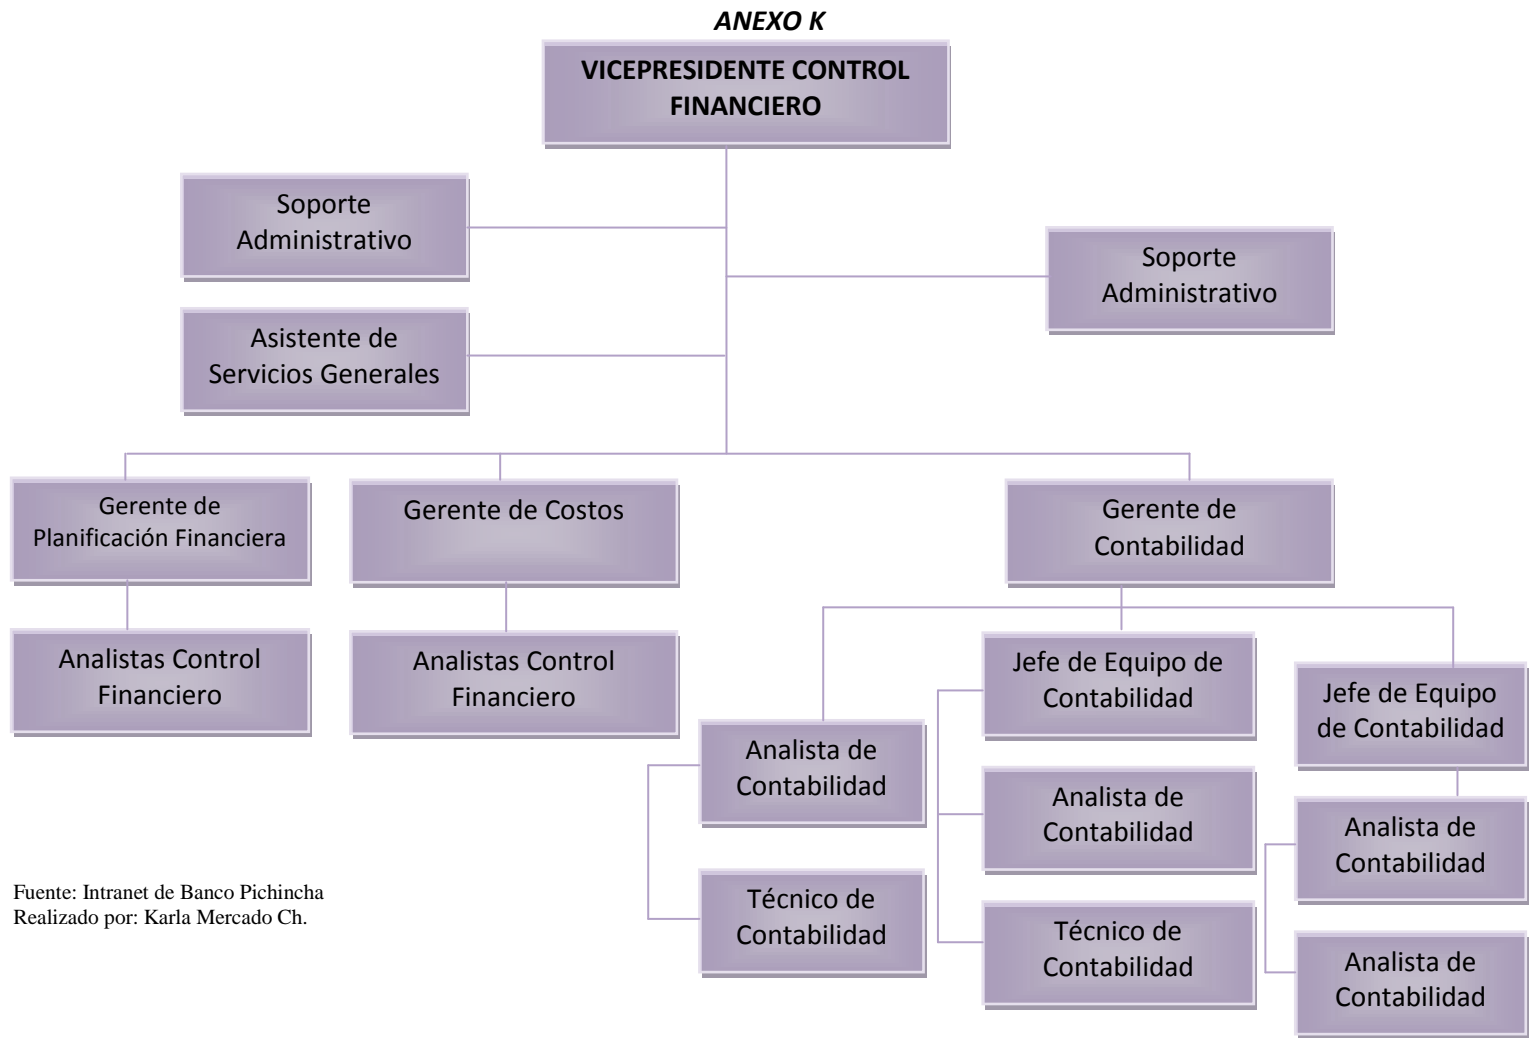 ANEXO K
VICEPRESIDENTE CONTROL
FINANCIERO
Soporte
Administrativo
Soporte
Administrativo
Asistente de
Servicios Generales
Gerente de
Planificación Financiera
Gerente de Costos
Gerente de
Contabilidad
Analistas Control
Financiero
Analistas Control
Financiero
Jefe de Equipo de
Contabilidad
Jefe de Equipo
de Contabilidad
Analista de
Contabilidad
Analista de
Contabilidad
Analista de
Contabilidad
Técnico de
Contabilidad
Técnico de
Contabilidad
Analista de
Contabilidad
Fuente: Intranet de Banco Pichincha
Realizado por: Karla Mercado Ch.